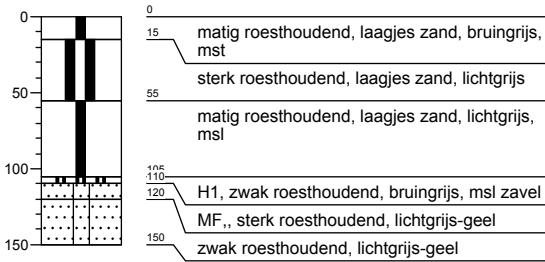 0
0
matig roesthoudend, laagjes zand, bruingrijs,
mst
15
sterk roesthoudend, laagjes zand, lichtgrijs
50
55
matig roesthoudend, laagjes zand, lichtgrijs,
msl
100
105
110
H1, zwak roesthoudend, bruingrijs, msl zavel
120
MF,, sterk roesthoudend, lichtgrijs-geel
150
150
zwak roesthoudend, lichtgrijs-geel